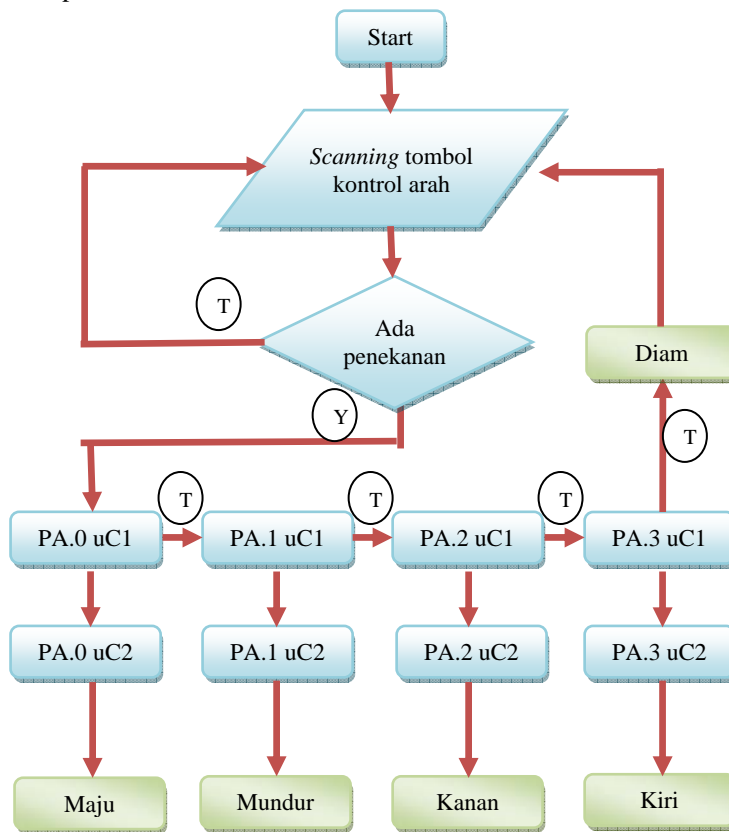 Start
Scanning tombol
kontrol arah
T
Ada
penekanan
Diam
Y
T
T
T
T
PA.0 uC1
PA.1 uC1
PA.2 uC1
PA.3 uC1
PA.0 uC2
PA.1 uC2
PA.2 uC2
PA.3 uC2
Maju
Mundur
Kanan
Kiri